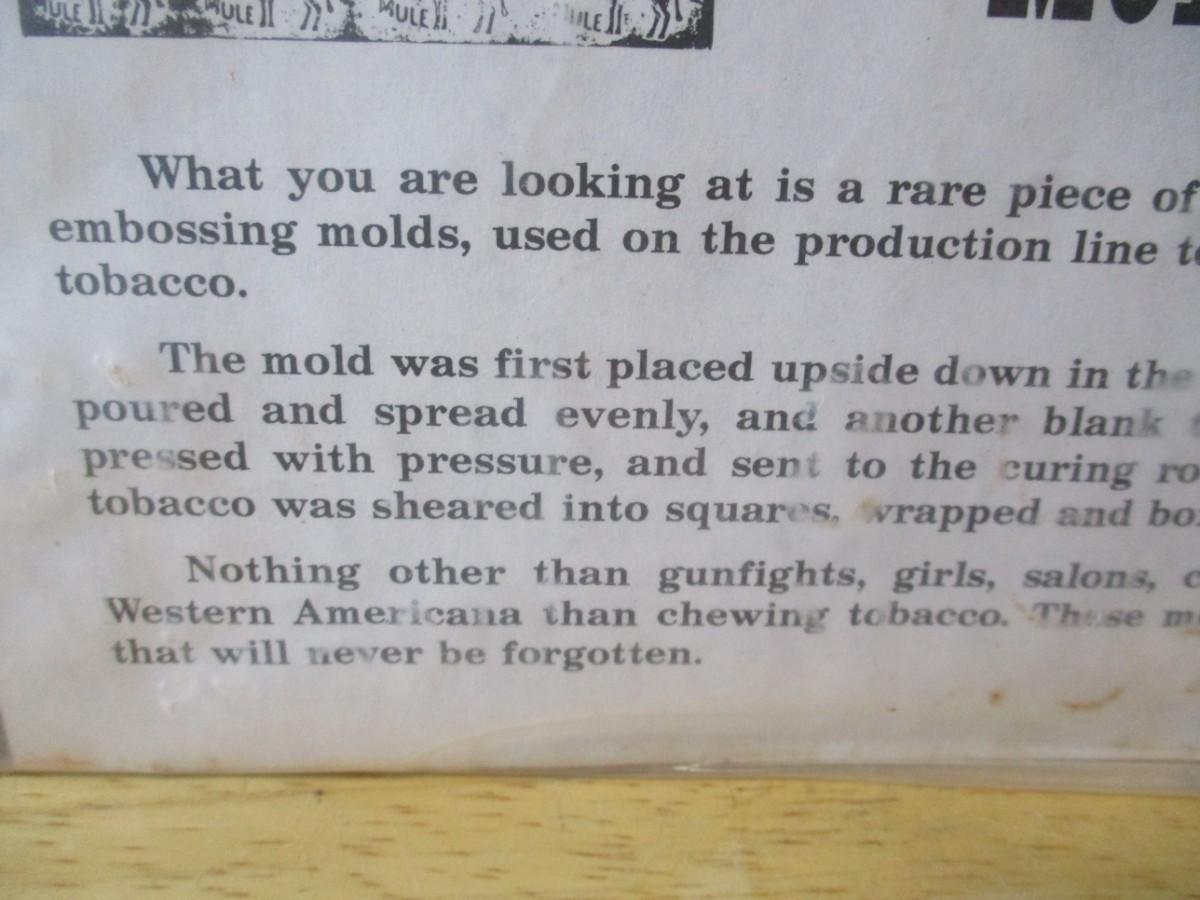 MULE MULE MULE
What you are looking at is a rare piece of
embossing molds, used on the production line
tobacco.
The mold was first placed upside down in the
poured and spread evenly, and another blank
pressed with pressure, and sent to the curing
tobacco was sheared into squares, wrapped and
Nothing other than gunfights, girls, salons,
Western Americana than chewing tobacco. These
that will never be forgotten.